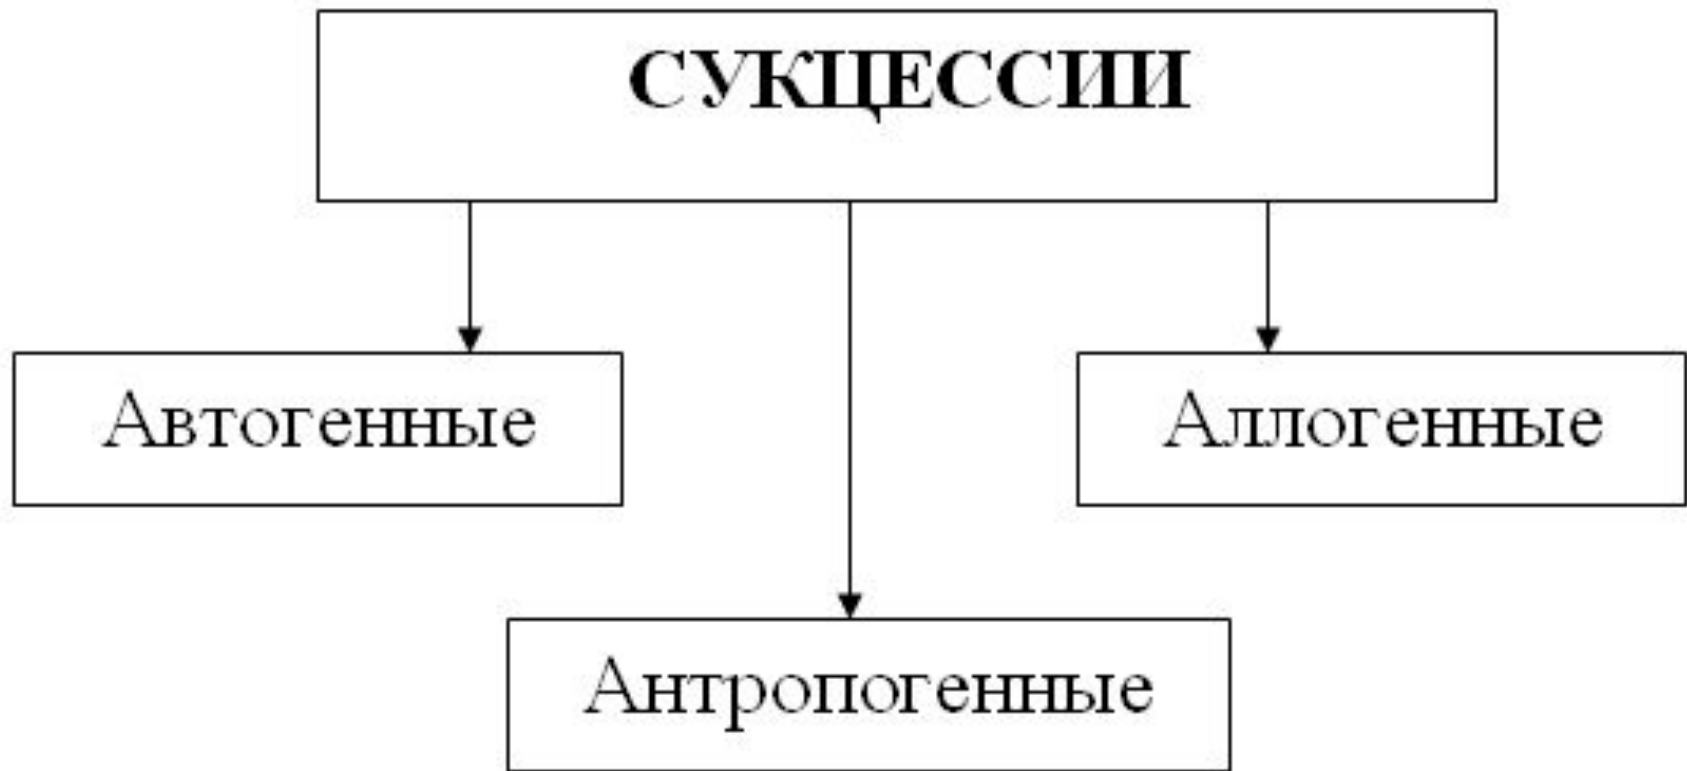 СУКЦЕССИИ
Автогенные
Аллогенные
Антропогенные